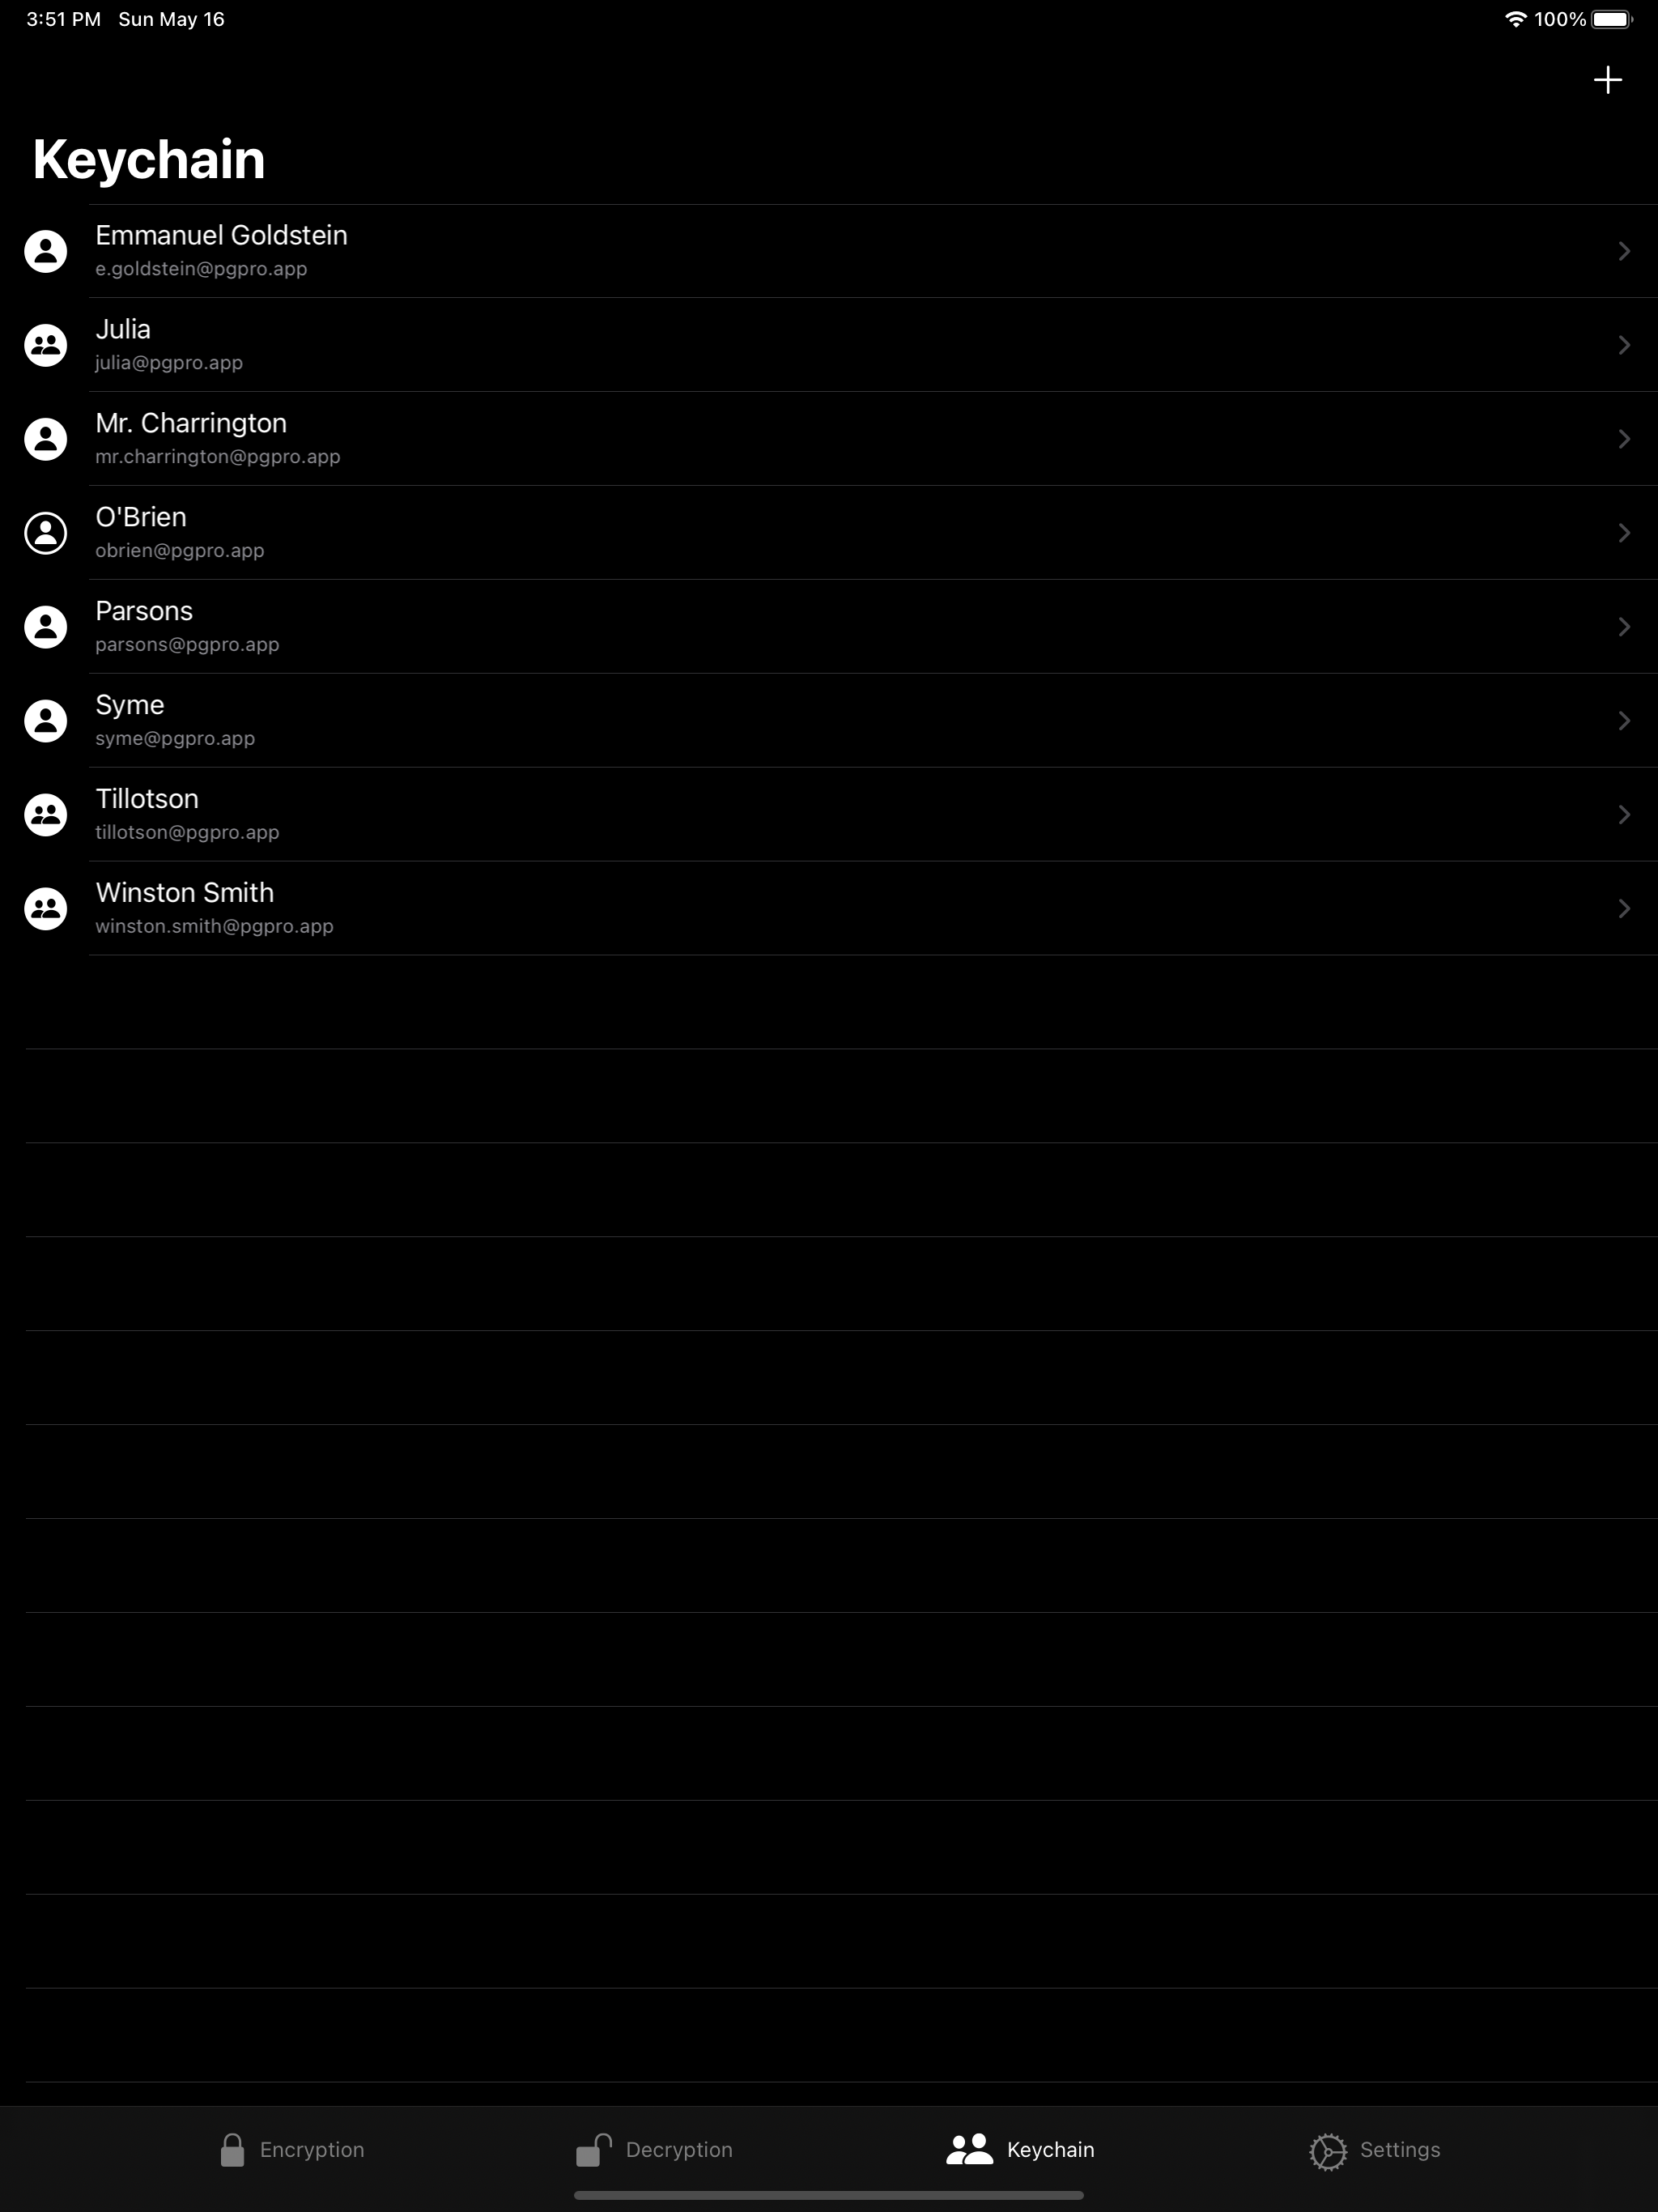 3:51 PM Sun May 16 100%
Keychain
Emmanuel Goldstein
e.goldstein@pgpro.app
Julia
julia@pgpro.app
Mr. Charrington
mr.charrington@pgpro.app
O'Brien
obrien@pgpro.app
Parsons
parsons@pgpro.app
Syme
syme@pgpro.app
Tillotson
tillotson@pgpro.app
Winston Smith
winston.smith@pgpro.app
Encryption Decryption Keychain Settings